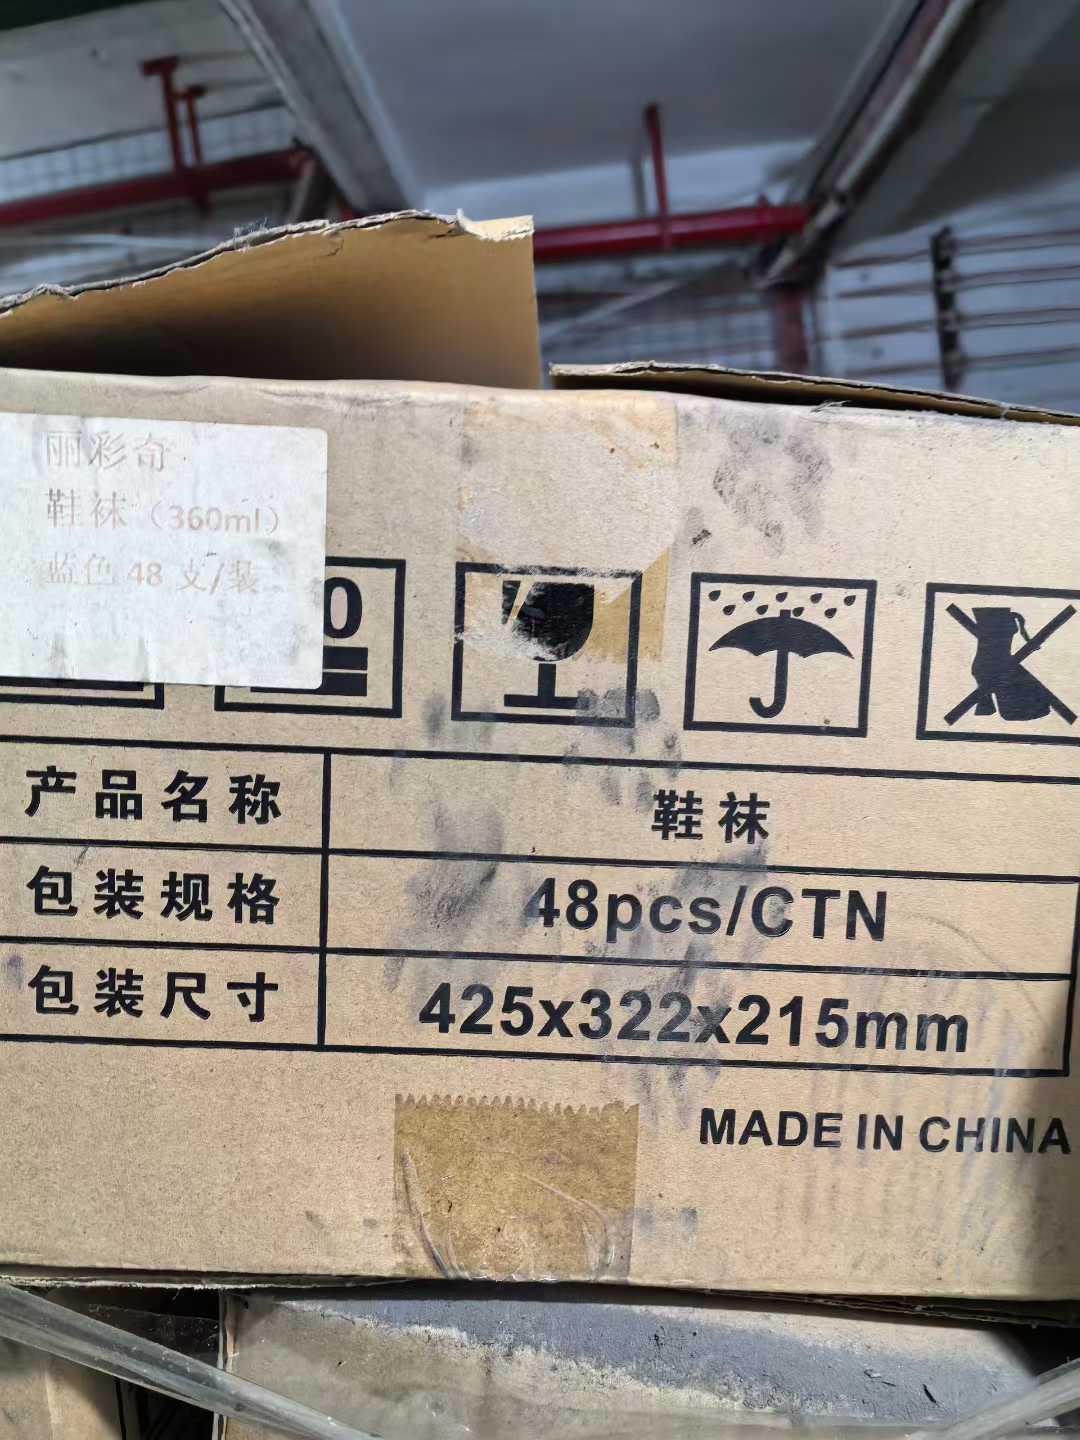 丽彩奇
鞋袜（360ml）
蓝色 48 支/装
0
产品名称 鞋袜
包装规格 48pcs/CTN
包装尺寸 425x322x215mm
MADE IN CHINA